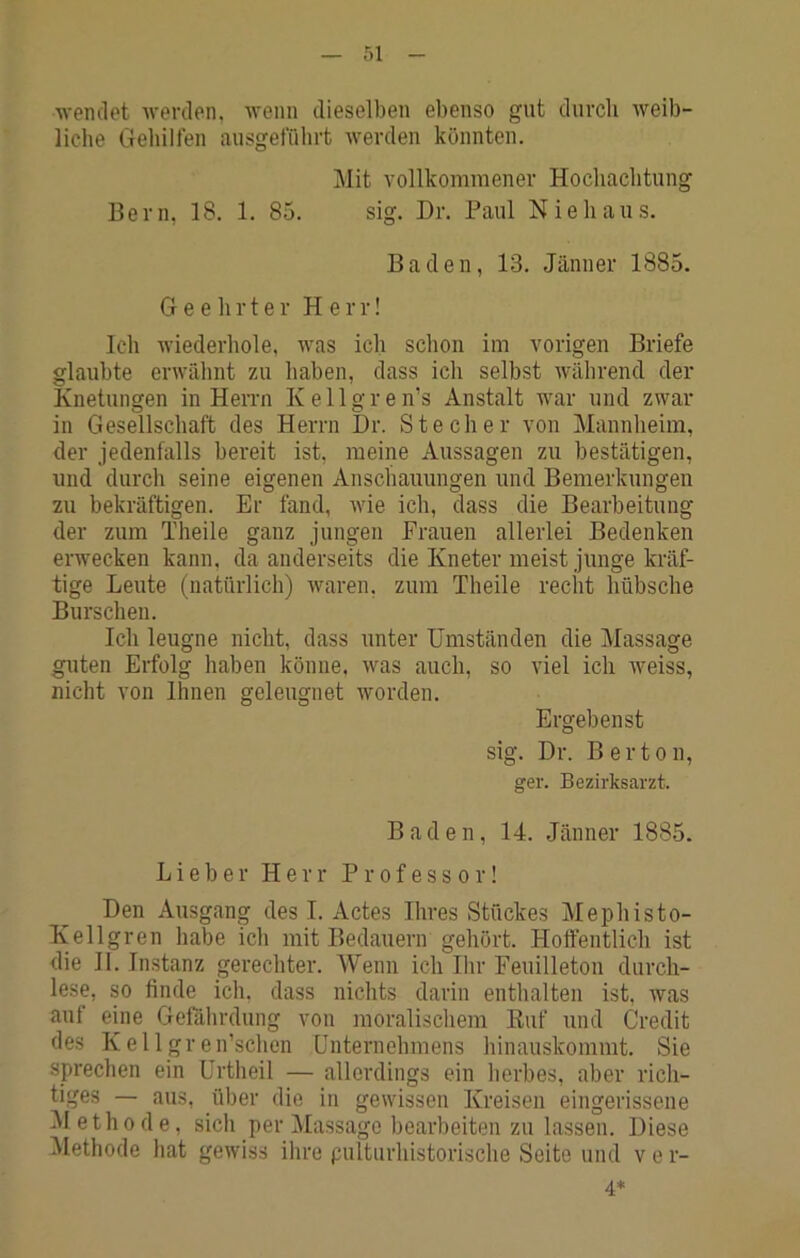 — 51 —
wendet werden, wenn dieselben ebenso gut durch weib-
liche Gehilfen ausgeführt werden könnten.
Mit vollkommener Hochachtung
Bern, 18. 1. 85. sig. Dr. Paul Niehaus.
Baden, 13. Jänner 1885.
Geehrter Herr!
Ich wiederhole, was ich schon im vorigen Briefe
glaubte erwähnt zu haben, dass ich selbst während der
Knetungen in Herrn Kellgren's Anstalt war und zwar
in Gesellschaft des Herrn Dr. Stecher von Mannheim,
der jedenfalls bereit ist, meine Aussagen zu bestätigen,
und durch seine eigenen Anschauungen und Bemerkungen
zu bekräftigen. Er fand, wie ich, dass die Bearbeitung
der zum Theile ganz jungen Frauen allerlei Bedenken
erwecken kann, da anderseits die Kneter meist junge kräf-
tige Leute (natürlich) waren, zum Theile recht hübsche
Burschen.
Ich leugne nicht, dass unter Umständen die Massage
guten Erfolg haben könne, was auch, so viel ich weiss,
nicht von Ihnen geleugnet worden.
Ergebenst
sig. Dr. Berton,
ger. Bezirksarzt.
Baden, 14. Jänner 1885.
Lieber Herr Professor!
Den Ausgang des I. Actes Ihres Stückes Mephisto-
Kellgren habe ich mit Bedauern gehört. Hoffentlich ist
die II. Instanz gerechter. Wenn ich Ihr Feuilleton durch-
lese, so finde ich, dass nichts darin enthalten ist, was
auf eine Gefährdung von moralischem Ruf und Credit
des Kellgren'schen Unternehmens hinauskommt. Sie
sprechen ein Urtheil — allerdings ein herbes, aber rich-
tiges — aus, über die in gewissen Kreisen eingerissene
Methode, sich per Massage bearbeiten zu lassen. Diese
Methode hat gewiss ihre culturhistorische Seite und ver-
4*